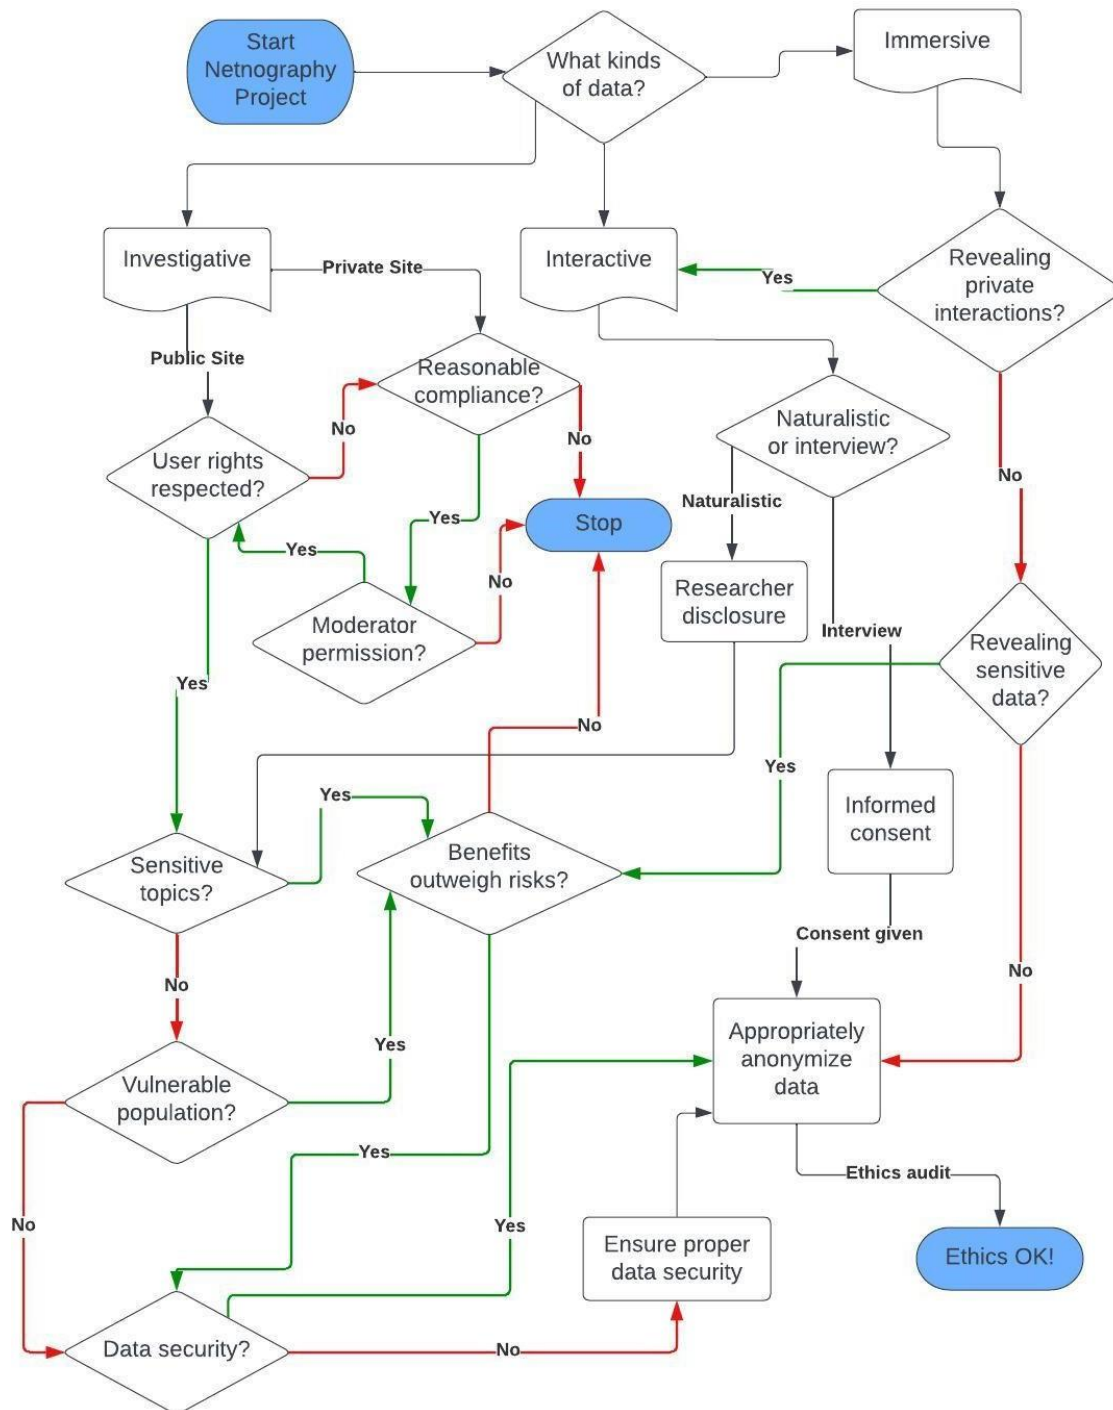 Start
Netnography
Project
What kinds
of data?
Immersive
Investigative
Private Site
Interactive
Yes
Revealing
private
interactions?
Public Site
Reasonable
compliance?
No
No
Naturalistic
or interview?
No
User rights
respected?
Naturalistic
Stop
Yes
Yes
No
Researcher
disclosure
Moderator
permission?
Interview
Revealing
sensitive
data?
Yes
No
Yes
Yes
Informed
consent
Sensitive
topics?
Benefits
outweigh risks?
Consent given
No
No
Appropriately
anonymize
data
Yes
Vulnerable
population?
Yes
Ethics audit
No
Yes
Ensure proper
data security
Ethics OK!
Data security?
No